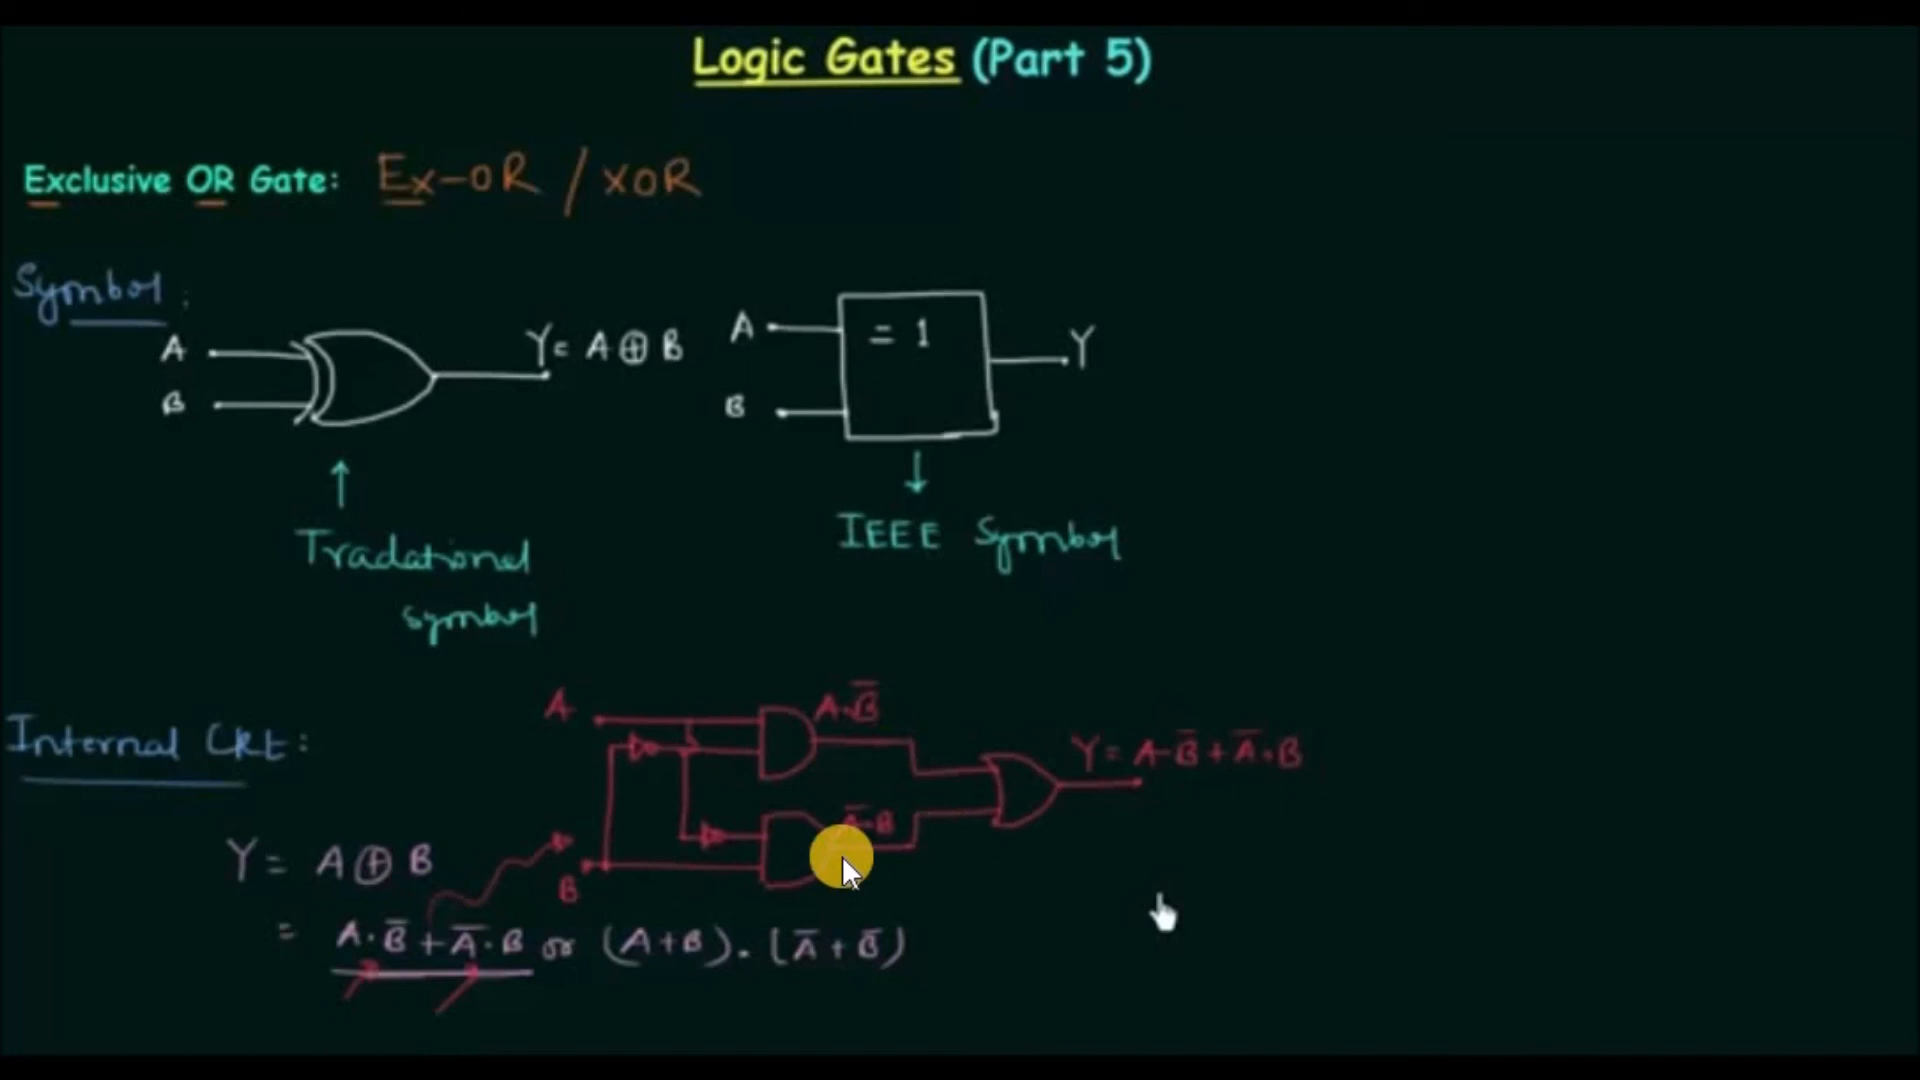 Logic Gates (Part 5)
Exclusive OR Gate: Ex-OR / XOR
Symbol:
A
B
Y= A ⊕ B
A
B
= 1
Y
Tradational
symbol
IEEE Symbol
Internal Ckt:
A
B
A·B̅
A̅·B
Y= A·B̅ + A̅·B
Y= A ⊕ B
= A·B̅ + A̅·B or (A+B)·(A̅+B̅)